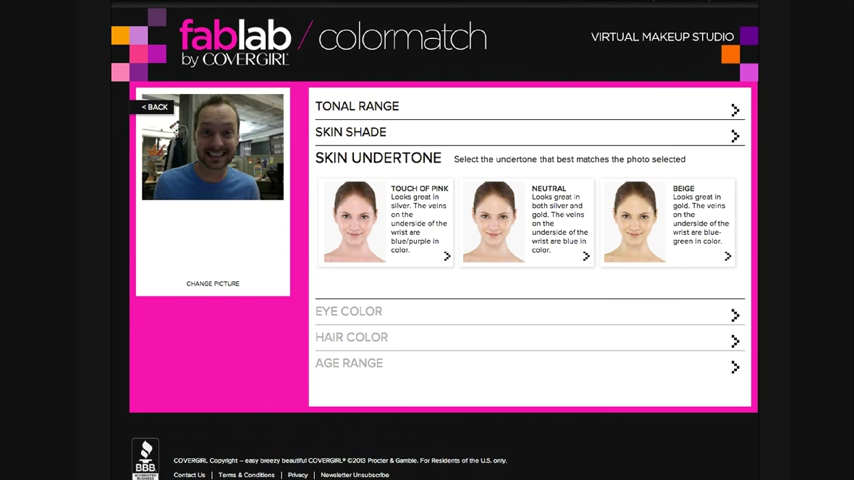 fablab / colormatch
by COVERGIRL
VIRTUAL MAKEUP STUDIO
< BACK
CHANGE PICTURE
TONAL RANGE
SKIN SHADE
SKIN UNDERTONE Select the undertone that best matches the photo selected
TOUCH OF PINK
Looks great in
silver. The veins
on the
underside of the
wrist are
blue/purple in
color.
NEUTRAL
Looks great in
both silver and
gold. The veins
on the
underside of the
wrist are blue in
color.
BEIGE
Looks great in
gold. The veins
on the
underside of the
wrist are blue-
green in color.
EYE COLOR
HAIR COLOR
AGE RANGE
BBB
ACCREDITED
COVERGIRL Copyright – easy breezy beautiful COVERGIRL® ©2013 Procter & Gamble. For Residents of the U.S. only.
Contact Us | Terms & Conditions | Privacy | Newsletter Unsubscribe